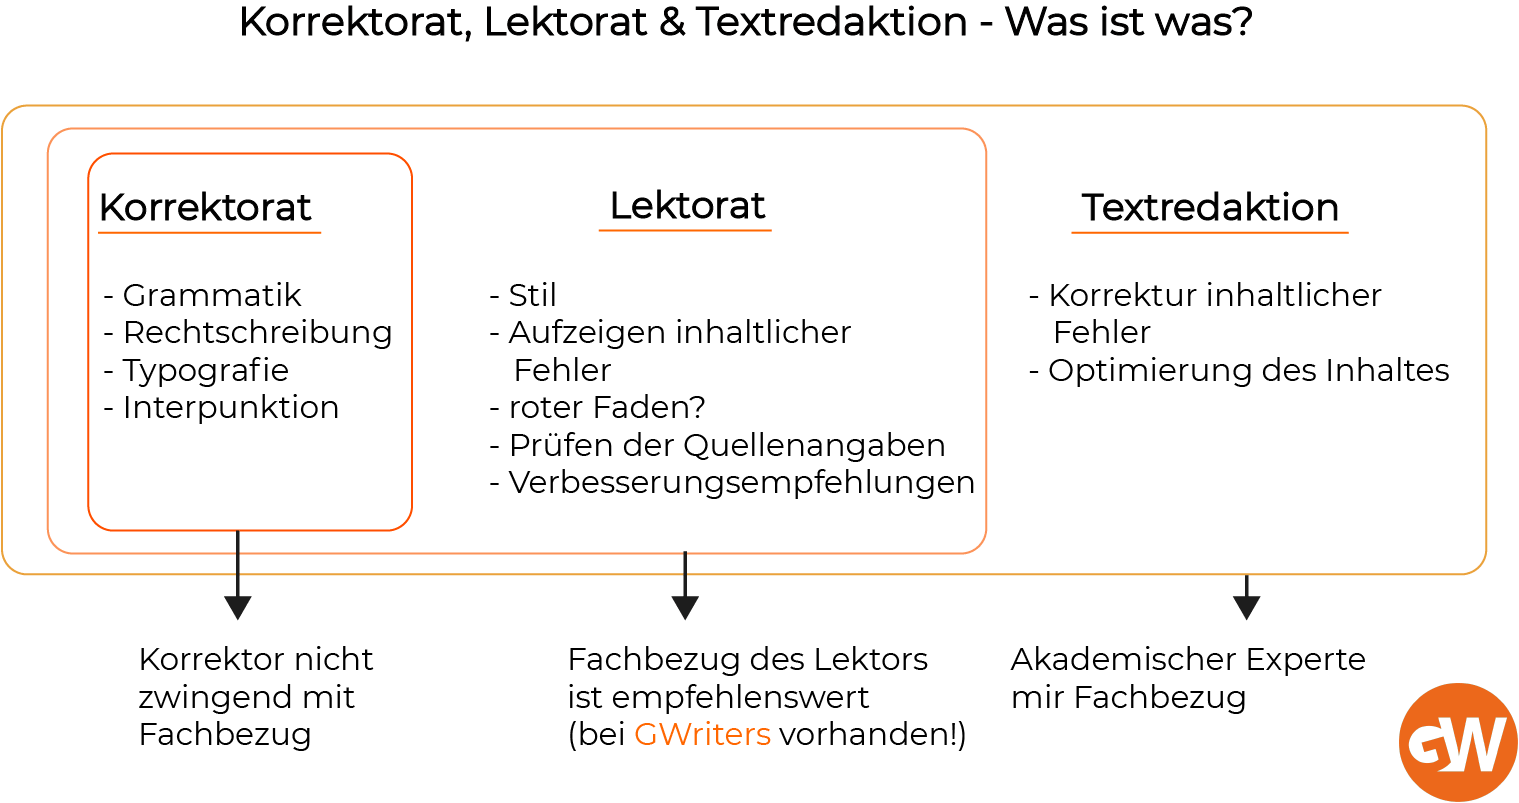 Korrektorat, Lektorat & Textredaktion - Was ist was?
Korrektorat
- Grammatik
- Rechtschreibung
- Typografie
- Interpunktion
Lektorat
- Stil
- Aufzeigen inhaltlicher
Fehler
- roter Faden?
- Prüfen der Quellenangaben
- Verbesserungsempfehlungen
Textredaktion
- Korrektur inhaltlicher
Fehler
- Optimierung des Inhaltes
Korrektor nicht
zwingend mit
Fachbezug
Fachbezug des Lektors
ist empfehlenswert
(bei GWriters vorhanden!)
Akademischer Experte
mir Fachbezug
GW